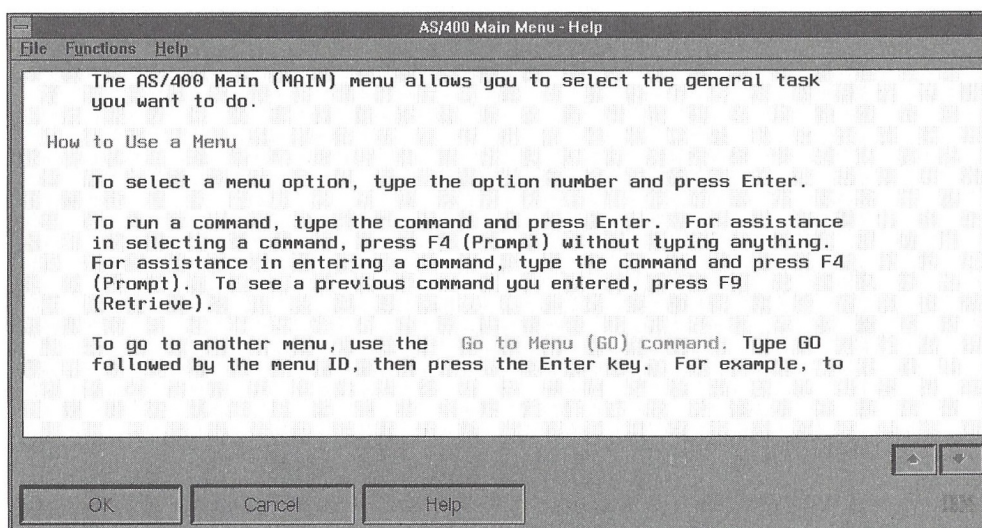 AS/400 Main Menu - Help
File Functions Help
The AS/400 Main (MAIN) menu allows you to select the general task
you want to do.
How to Use a Menu
To select a menu option, type the option number and press Enter.
To run a command, type the command and press Enter. For assistance
in selecting a command, press F4 (Prompt) without typing anything.
For assistance in entering a command, type the command and press F4
(Prompt). To see a previous command you entered, press F9
(Retrieve).
To go to another menu, use the Go to Menu (GO) command. Type GO
followed by the menu ID, then press the Enter key. For example, to
OK Cancel Help
IBM